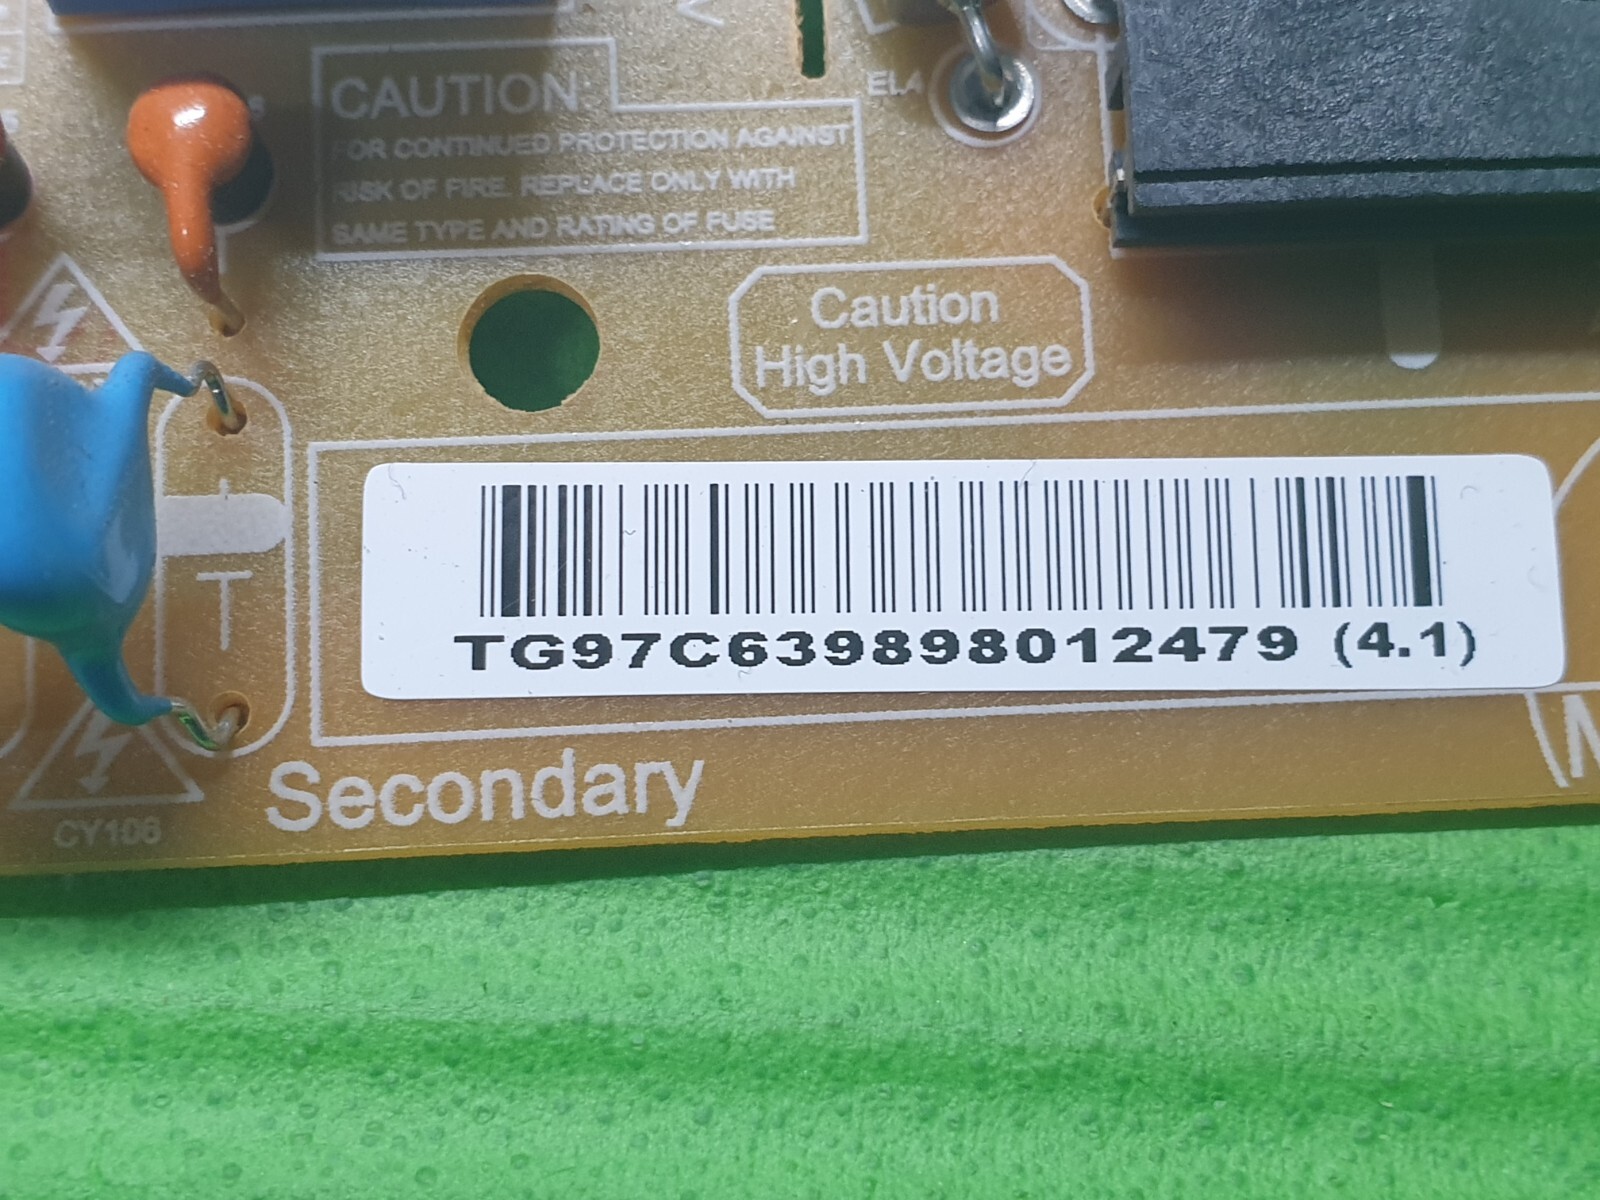 CAUTION
FOR CONTINUED PROTECTION AGAINST
RISK OF FIRE. REPLACE ONLY WITH
SAME TYPE AND RATING OF FUSE
Caution
High Voltage
T
TG97C639898012479 (4.1)
Secondary
CY106